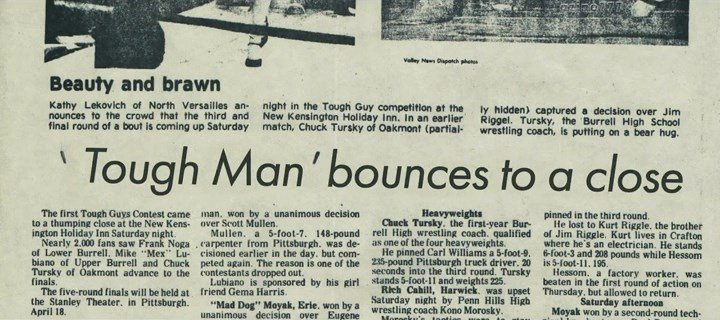 Valley News Dispatch photos
Beauty and brawn
Kathy Lekovich of North Versailles an-
nounces to the crowd that the third and
final round of a bout is coming up Saturday
night in the Tough Guy competition at the
New Kensington Holiday Inn. In an earlier
match, Chuck Tursky of Oakmont (partial-
ly hidden) captured a decision over Jim
Riggel. Tursky, the Burrell High School
wrestling coach, is putting on a bear hug.
'Tough Man' bounces to a close
The first Tough Guys Contest came
to a thumping close at the New Kens-
ington Holiday Inn Saturday night.
Nearly 2,000 fans saw Frank Noga
of Lower Burrell, Mike "Mex" Lu-
biano of Upper Burrell and Chuck
Tursky of Oakmont advance to the
finals.
The five-round finals will be held at
the Stanley Theater, in Pittsburgh,
April 18.
man, won by a unanimous decision
over Scott Mullen.
Mullen, a 5-foot-7, 148-pound
carpenter from Pittsburgh, was de-
cisioned earlier in the day, but com-
peted again. The reason is one of the
contestants dropped out.
Lubiano is sponsored by his girl
friend Gema Harris.
"Mad Dog" Moyak, Erie, won by a
unanimous decision over Eugene
Heavyweights
Chuck Tursky, the first-year Bur-
rell High wrestling coach, qualified
as one of the four heavyweights.
He pinned Carl Williams a 5-foot-9,
235-pound Pittsburgh truck driver, 20
seconds into the third round. Tursky
stands 5-foot-11 and weights 225.
Rich Cahill, Harwick, was upset
Saturday night by Penn Hills High
wrestling coach Kono Morosky.
Morosky's tactics were to stay
pinned in the third round.
He lost to Kurt Riggle, the brother
of Jim Riggle. Kurt lives in Crafton
where he's an electrician. He stands
6-foot-3 and 208 pounds while Hessom
is 5-foot-11, 195.
Hessom, a factory worker, was
beaten in the first round of action on
Thursday, but allowed to return.
Saturday afternoon
Moyak won by a second-round tech-